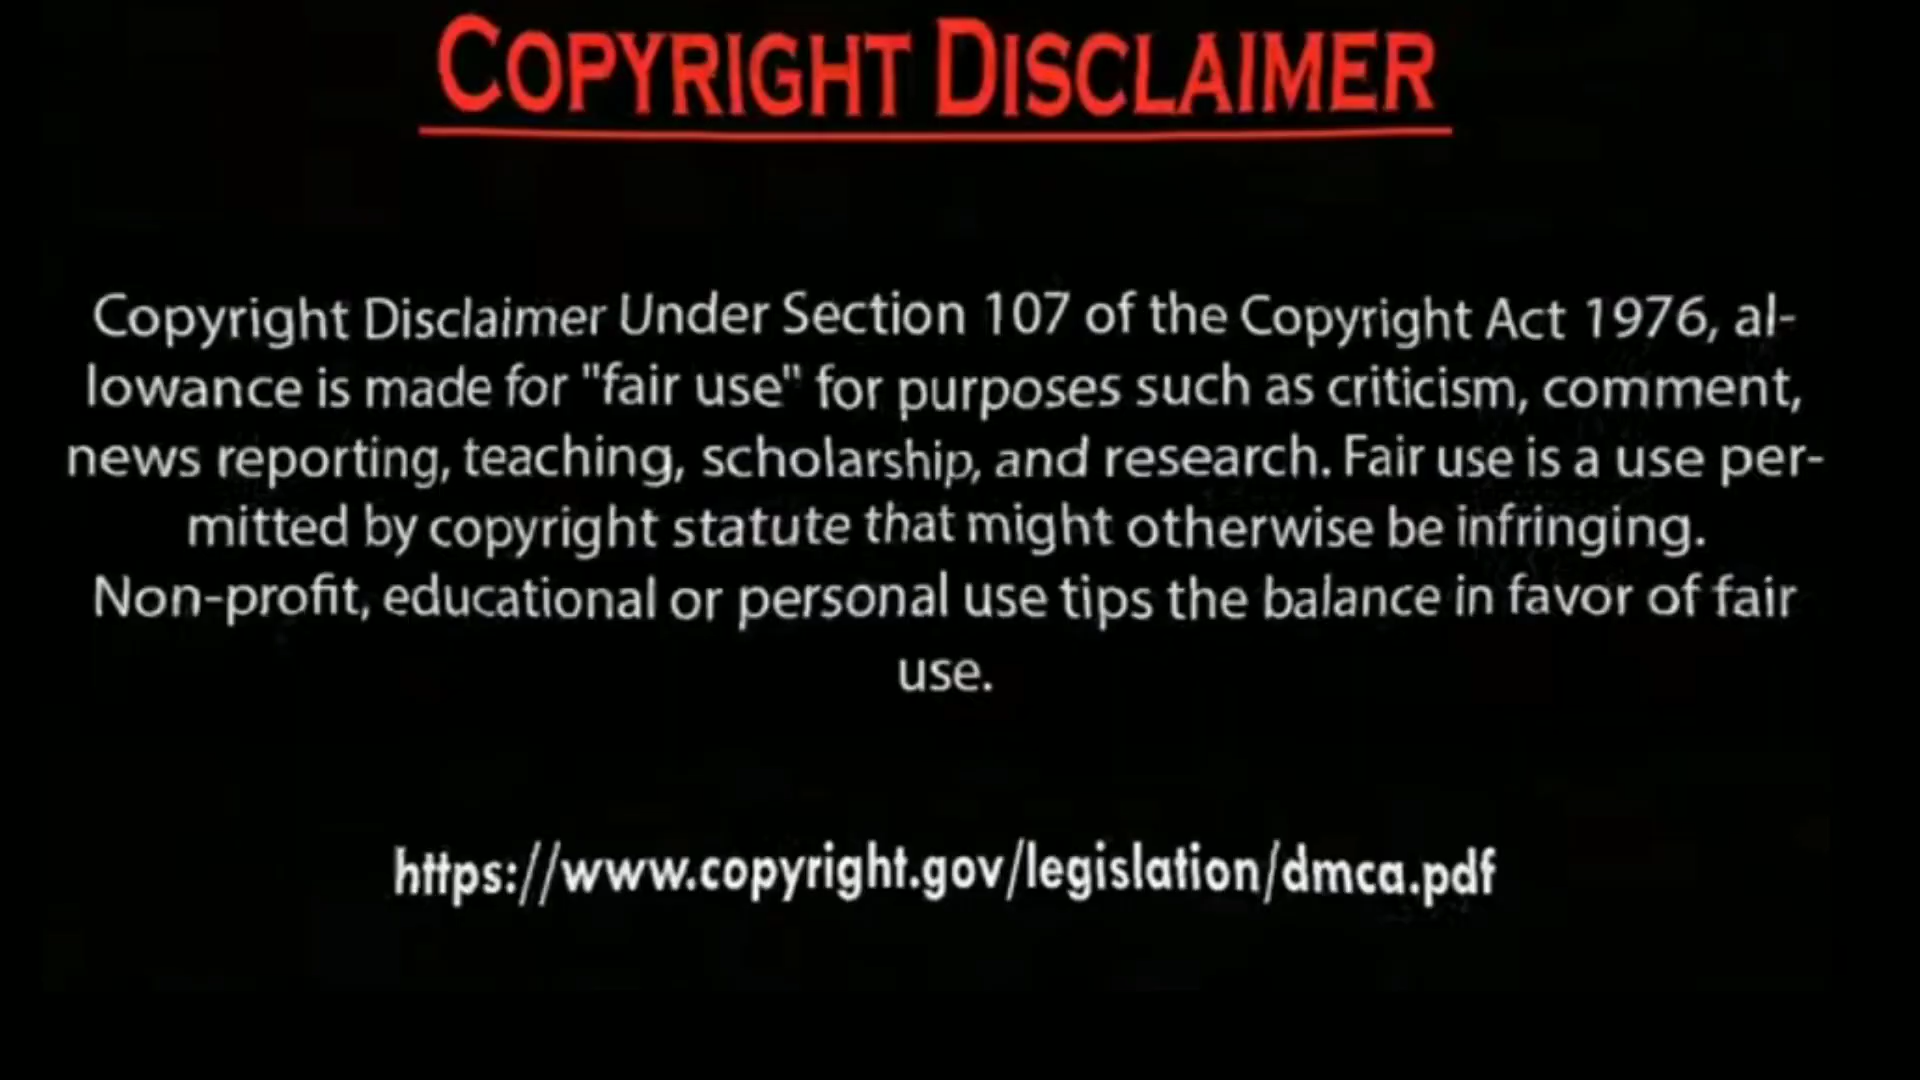 COPYRIGHT DISCLAIMER
Copyright Disclaimer Under Section 107 of the Copyright Act 1976, al-
lowance is made for "fair use" for purposes such as criticism, comment,
news reporting, teaching, scholarship, and research. Fair use is a use per-
mitted by copyright statute that might otherwise be infringing.
Non-profit, educational or personal use tips the balance in favor of fair
use.
https://www.copyright.gov/legislation/dmca.pdf